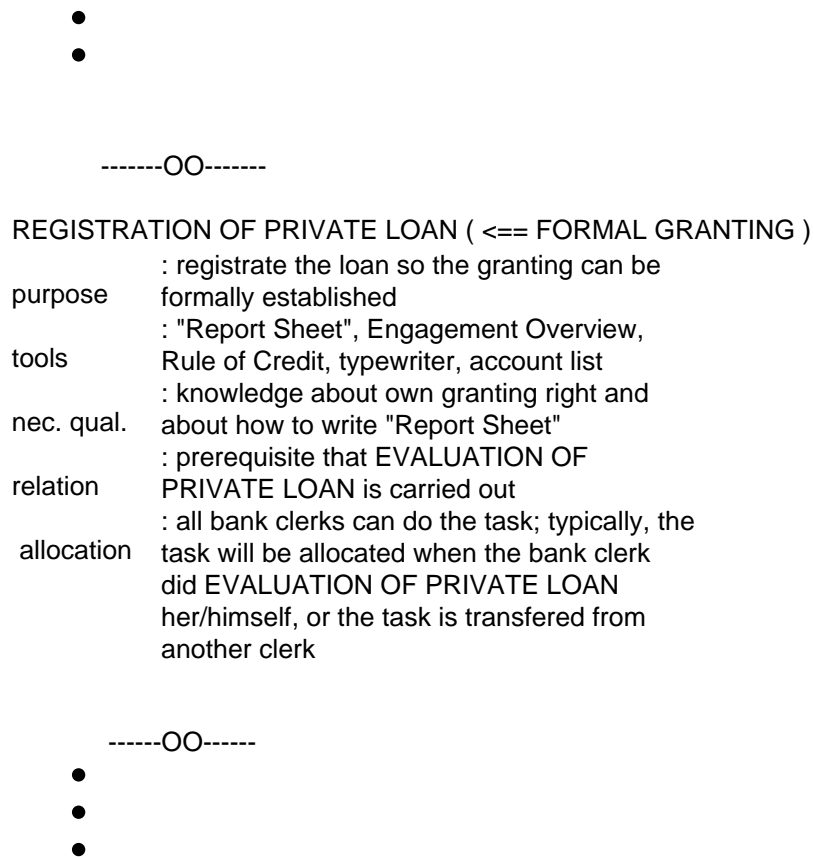 ●
●
-------OO-------
REGISTRATION OF PRIVATE LOAN ( <== FORMAL GRANTING )
purpose : registrate the loan so the granting can be
formally established
tools : "Report Sheet", Engagement Overview,
Rule of Credit, typewriter, account list
nec. qual. : knowledge about own granting right and
about how to write "Report Sheet"
relation : prerequisite that EVALUATION OF
PRIVATE LOAN is carried out
allocation : all bank clerks can do the task; typically, the
task will be allocated when the bank clerk
did EVALUATION OF PRIVATE LOAN
her/himself, or the task is transfered from
another clerk
------OO------
●
●
●